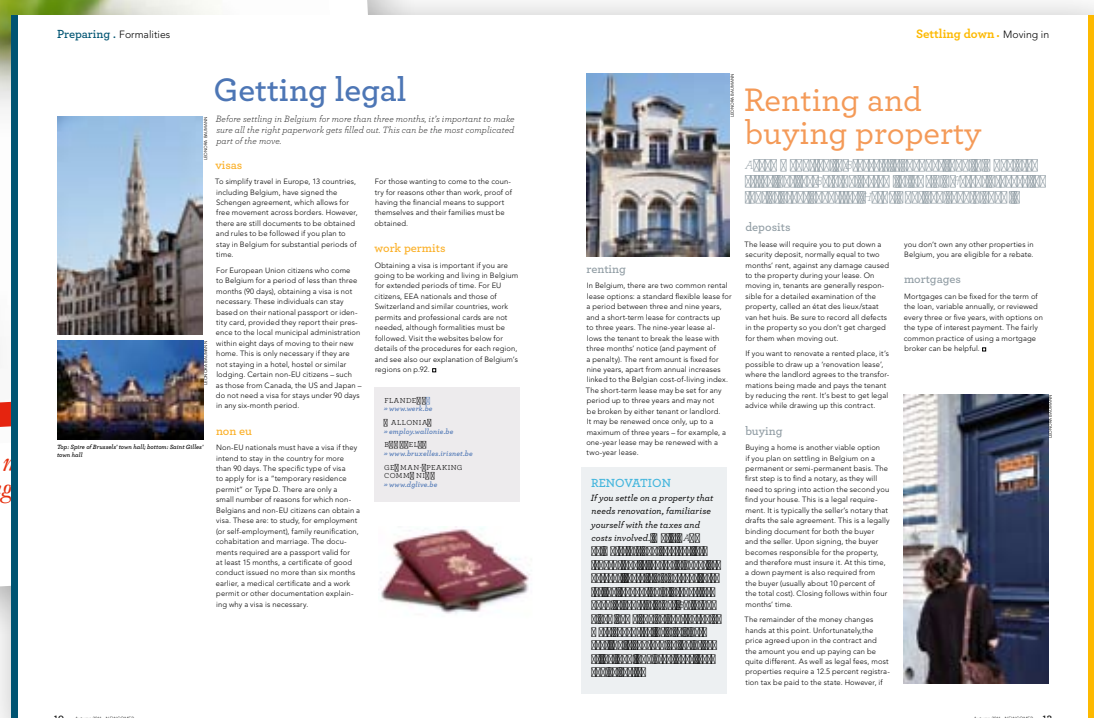 Preparing . Formalities
Getting legal
Before settling in Belgium for more than three months, it's important to make
sure all the right paperwork gets filled out. This can be the most complicated
part of the move.
Top: Spire of Brussels' town hall; bottom: Saint Gilles'
town hall
visas
To simplify travel in Europe, 13 countries,
including Belgium, have signed the
Schengen agreement, which allows for
free movement across borders. However,
there are still documents to be obtained
and rules to be followed if you plan to
stay in Belgium for substantial periods of
time.
For European Union citizens who come
to Belgium for a period of less than three
months (90 days), obtaining a visa is not
necessary. These individuals can stay
based on their national passport or iden-
tity card, provided they report their pres-
ence to the local municipal administration
within eight days of moving to their new
home. This is only necessary if they are
not staying in a hotel, hostel or similar
lodging. Certain non-EU citizens – such
as those from Canada, the US and Japan –
do not need a visa for stays under 90 days
in any six-month period.
non eu
Non-EU nationals must have a visa if they
intend to stay in the country for more
than 90 days. The specific type of visa
to apply for is a "temporary residence
permit" or Type D. There are only a
small number of reasons for which non-
Belgians and non-EU citizens can obtain a
visa. These are: to study, for employment
(or self-employment), family reunification,
cohabitation and marriage. The docu-
ments required are a passport valid for
at least 15 months, a certificate of good
conduct issued no more than six months
earlier, a medical certificate and a work
permit or other documentation explain-
ing why a visa is necessary.
For those wanting to come to the coun-
try for reasons other than work, proof of
having the financial means to support
themselves and their families must be
obtained.
work permits
Obtaining a visa is important if you are
going to be working and living in Belgium
for extended periods of time. For EU
citizens, EEA nationals and those of
Switzerland and similar countries, work
permits and professional cards are not
needed, although formalities must be
followed. Visit the websites below for
details of the procedures for each region,
and see also our explanation of Belgium's
regions on p.92.
» www.werk.be
» employ.wallonie.be
» www.bruxelles.irisnet.be
» www.dglive.be
Settling down . Moving in
Renting and
buying property
renting
In Belgium, there are two common rental
lease options: a standard flexible lease for
a period between three and nine years,
and a short-term lease for contracts up
to three years. The nine-year lease al-
lows the tenant to break the lease with
three months' notice (and payment of
a penalty). The rent amount is fixed for
nine years, apart from annual increases
linked to the Belgian cost-of-living index.
The short-term lease may be set for any
period up to three years and may not
be broken by either tenant or landlord.
It may be renewed once only, up to a
maximum of three years – for example, a
one-year lease may be renewed with a
two-year lease.
RENOVATION
If you settle on a property that
needs renovation, familiarise
yourself with the taxes and
costs involved.
deposits
The lease will require you to put down a
security deposit, normally equal to two
months' rent, against any damage caused
to the property during your lease. On
moving in, tenants are generally respon-
sible for a detailed examination of the
property, called an état des lieux/staat
van het huis. Be sure to record all defects
in the property so you don't get charged
for them when moving out.
If you want to renovate a rented place, it's
possible to draw up a 'renovation lease',
where the landlord agrees to the transfor-
mations being made and pays the tenant
by reducing the rent. It's best to get legal
advice while drawing up this contract.
buying
Buying a home is another viable option
if you plan on settling in Belgium on a
permanent or semi-permanent basis. The
first step is to find a notary, as they will
need to spring into action the second you
find your house. This is a legal require-
ment. It is typically the seller's notary that
drafts the sale agreement. This is a legally
binding document for both the buyer
and the seller. Upon signing, the buyer
becomes responsible for the property,
and therefore must insure it. At this time,
a down payment is also required from
the buyer (usually about 10 percent of
the total cost). Closing follows within four
months' time.
The remainder of the money changes
hands at this point. Unfortunately,the
price agreed upon in the contract and
the amount you end up paying can be
quite different. As well as legal fees, most
properties require a 12.5 percent registra-
tion tax be paid to the state. However, if
you don't own any other properties in
Belgium, you are eligible for a rebate.
mortgages
Mortgages can be fixed for the term of
the loan, variable annually, or reviewed
every three or five years, with options on
the type of interest payment. The fairly
common practice of using a mortgage
broker can be helpful.